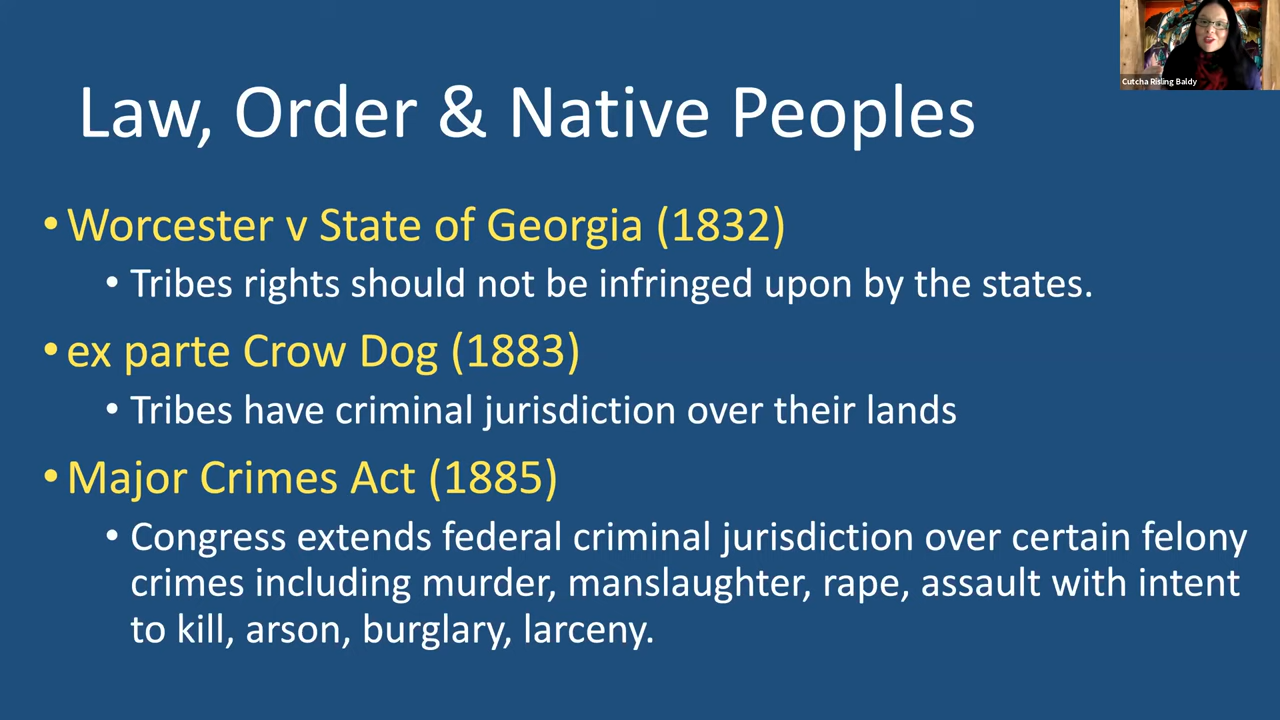 Cutcha Risling Baldy
Law, Order & Native Peoples
• Worcester v State of Georgia (1832)
• Tribes rights should not be infringed upon by the states.
• ex parte Crow Dog (1883)
• Tribes have criminal jurisdiction over their lands
• Major Crimes Act (1885)
• Congress extends federal criminal jurisdiction over certain felony
crimes including murder, manslaughter, rape, assault with intent
to kill, arson, burglary, larceny.